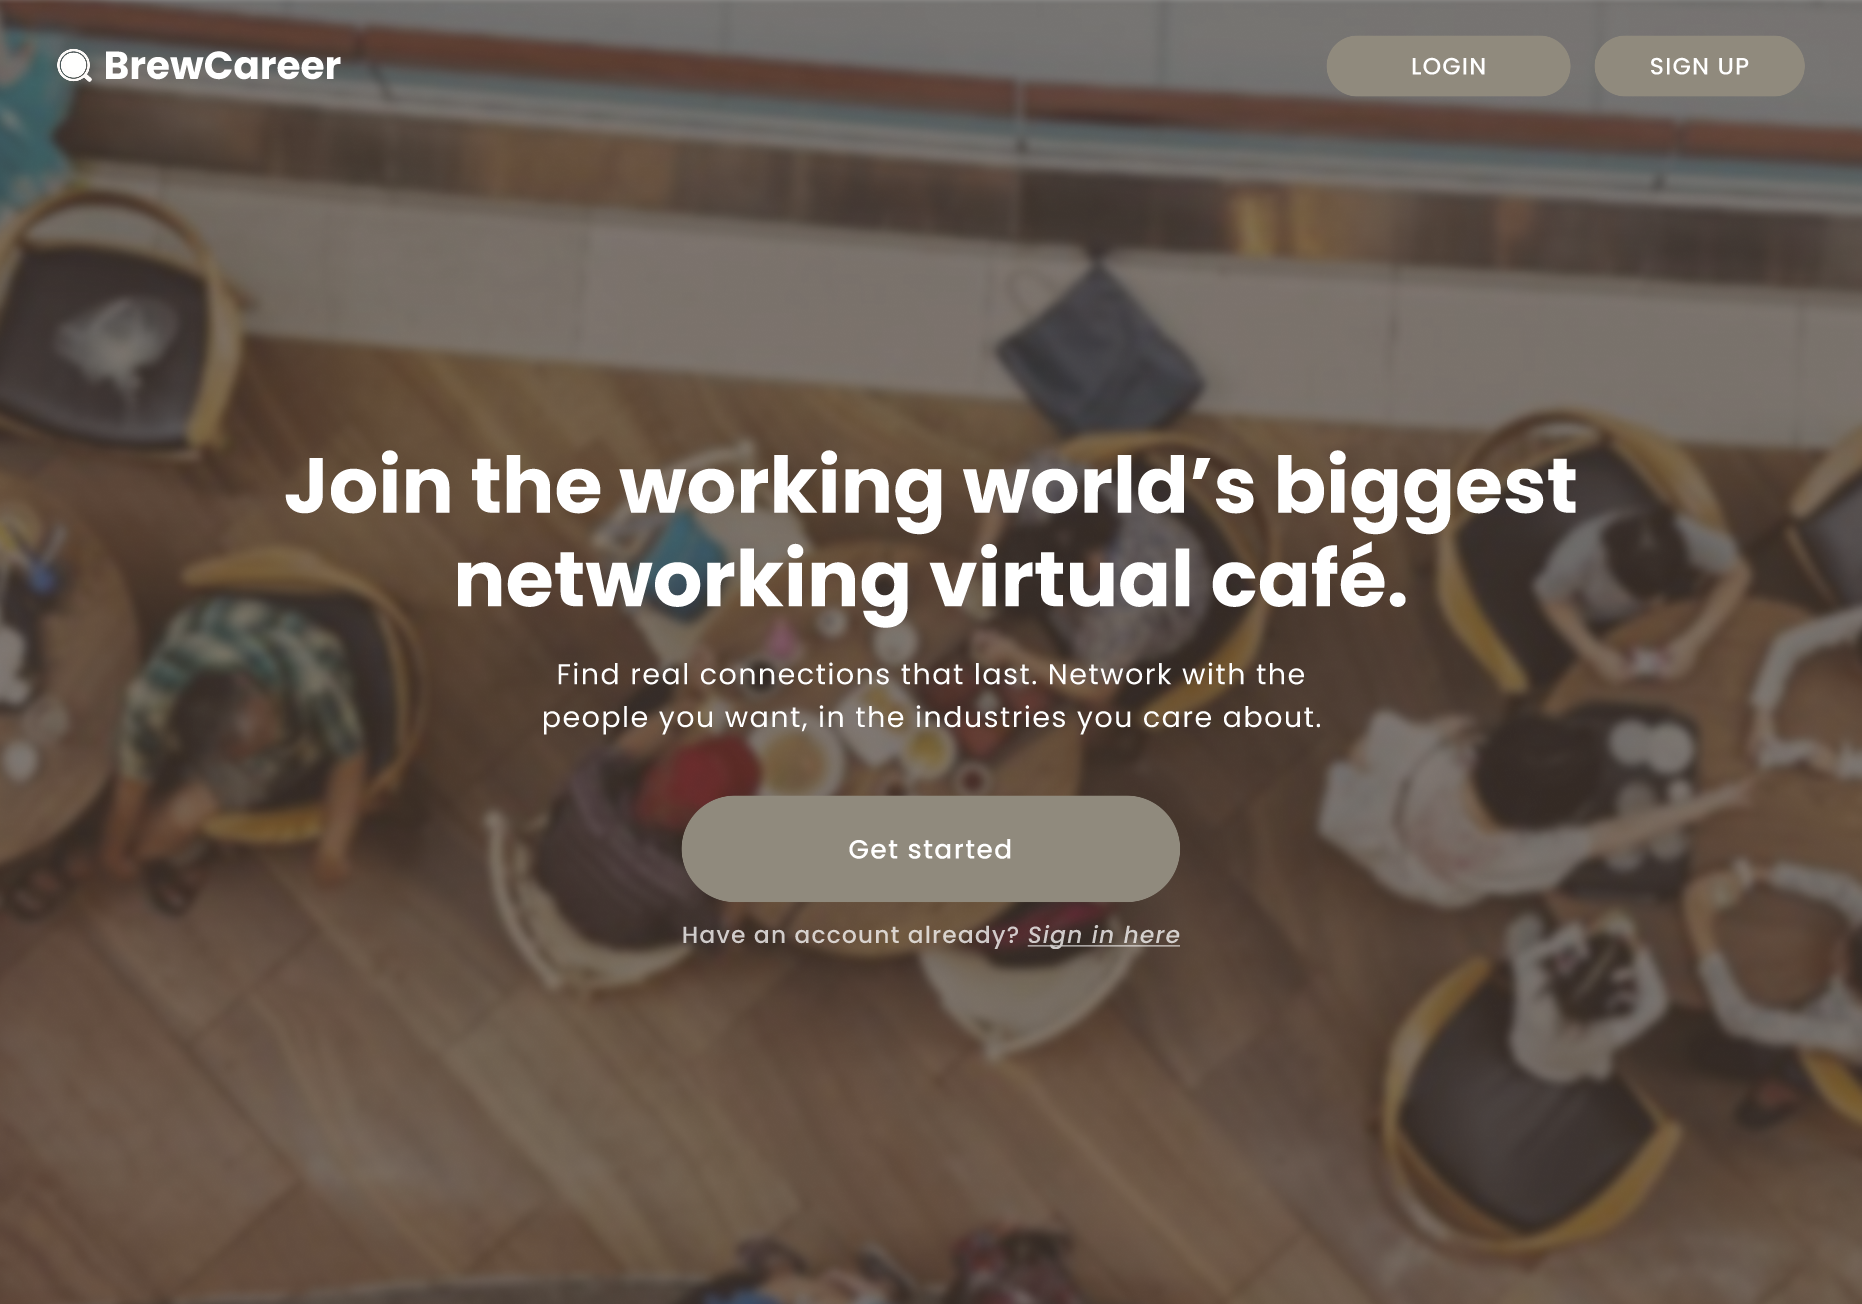 BrewCareer
LOGIN
SIGN UP
Join the working world’s biggest
networking virtual café.
Find real connections that last. Network with the
people you want, in the industries you care about.
Get started
Have an account already? Sign in here